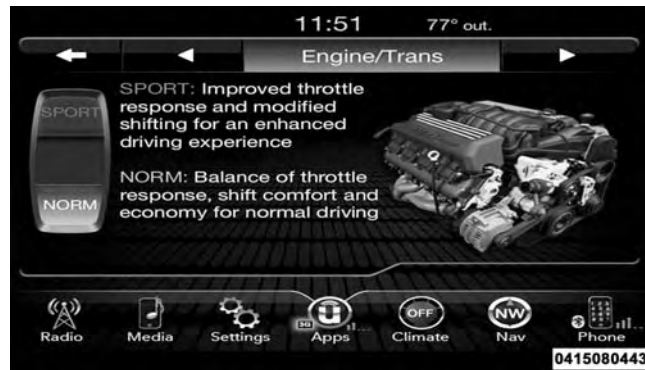 11:51 77° out.
Engine/Trans
SPORT
NORM
SPORT: Improved throttle
response and modified
shifting for an enhanced
driving experience
NORM: Balance of throttle
response, shift comfort and
economy for normal driving
Radio
Media
Settings
3G
Apps
OFF
Climate
NW
Nav
Phone
0415080443